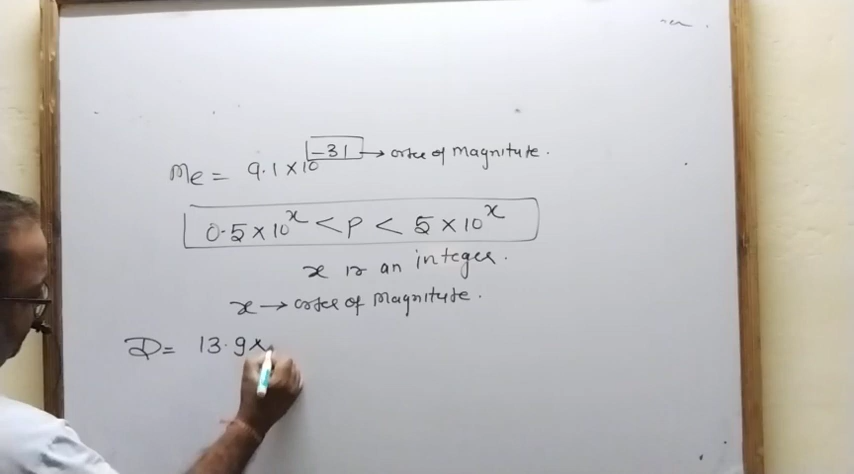 Me = 9.1 × 10^-31 → order of Magnitute.
0.5 × 10^x < P < 5 × 10^x
x is an integer.
x → order of Magnitute.
D = 13.9 ×